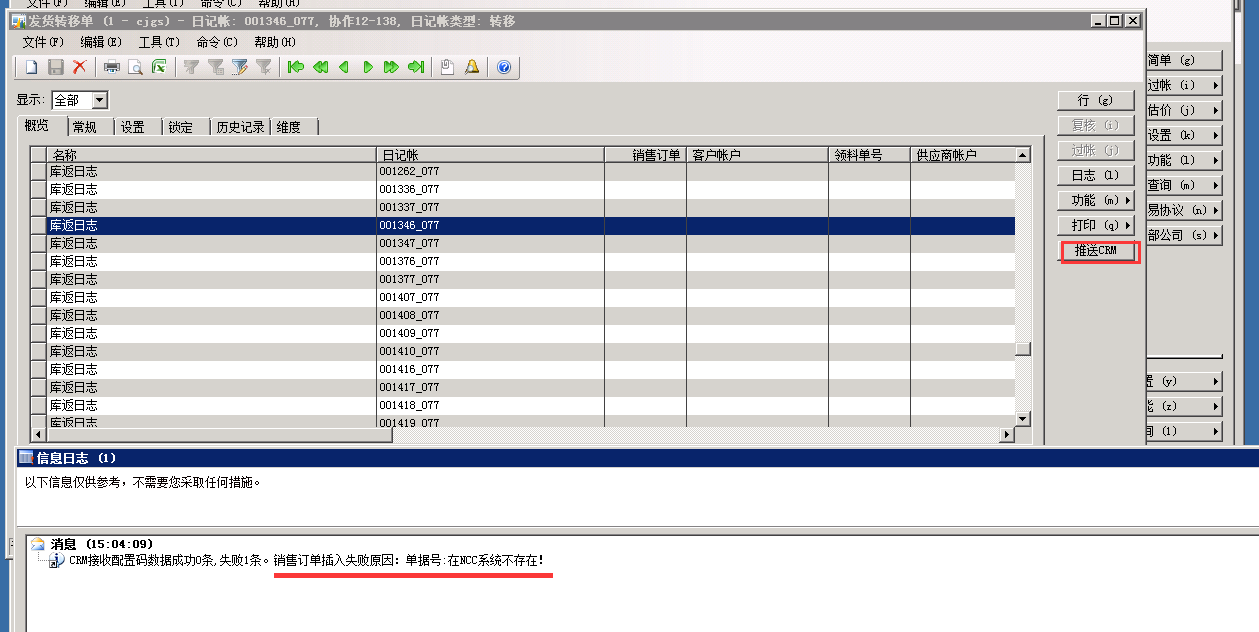 文件(F) 编辑(E) 工具(T) 命令(C) 帮助(H)
发货转移单 (1 - cjgs) - 日记帐: 001346_077, 协作12-138, 日记帐类型: 转移
文件(F) 编辑(E) 工具(T) 命令(C) 帮助(H)
显示: 全部
概览 常规 设置 锁定 历史记录 维度
名称 日记帐 销售订单 客户帐户 领料单号 供应商帐户
库返日志 001262_077
库返日志 001336_077
库返日志 001337_077
库返日志 001346_077
库返日志 001347_077
库返日志 001376_077
库返日志 001377_077
库返日志 001407_077
库返日志 001408_077
库返日志 001409_077
库返日志 001410_077
库返日志 001416_077
库返日志 001417_077
库返日志 001418_077
库返日志 001419_077
行 (g)
复核 (i)
过帐 (j)
日志 (l)
功能 (m)
打印 (q)
推送CRM
简单 (g)
过帐 (i)
估价 (j)
设置 (k)
功能 (l)
查询 (m)
易协议 (n)
部公司 (s)
置 (y)
能 (z)
(1)
信息日志 (1)
以下信息仅供参考，不需要您采取任何措施。
消息 (15:04:09)
CRM接收配置码数据成功0条,失败1条。销售订单插入失败原因: 单据号:在NCC系统不存在!